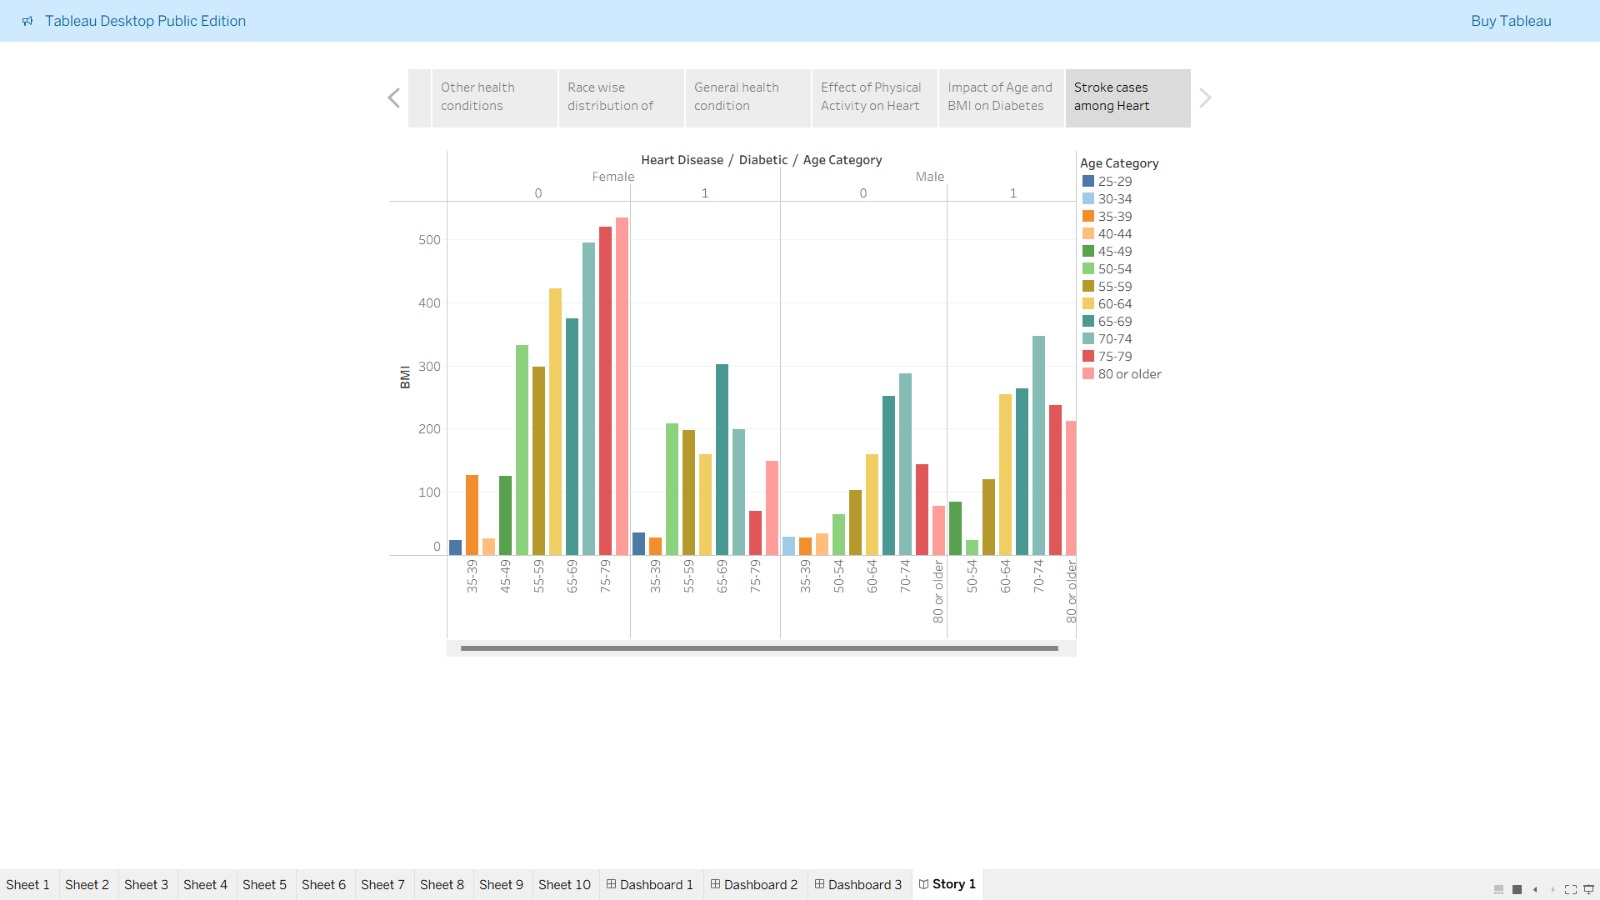 Tableau Desktop Public Edition
Buy Tableau
Other health
conditions
Race wise
distribution of
General health
condition
Effect of Physical
Activity on Heart
Impact of Age and
BMI on Diabetes
Stroke cases
among Heart
Heart Disease / Diabetic / Age Category
Female
Male
0
1
0
1
BMI
500
400
300
200
100
0
35-39
45-49
55-59
65-69
75-79
35-39
55-59
65-69
75-79
35-39
50-54
60-64
70-74
80 or older
50-54
60-64
70-74
80 or older
Age Category
25-29
30-34
35-39
40-44
45-49
50-54
55-59
60-64
65-69
70-74
75-79
80 or older
Sheet 1
Sheet 2
Sheet 3
Sheet 4
Sheet 5
Sheet 6
Sheet 7
Sheet 8
Sheet 9
Sheet 10
Dashboard 1
Dashboard 2
Dashboard 3
Story 1